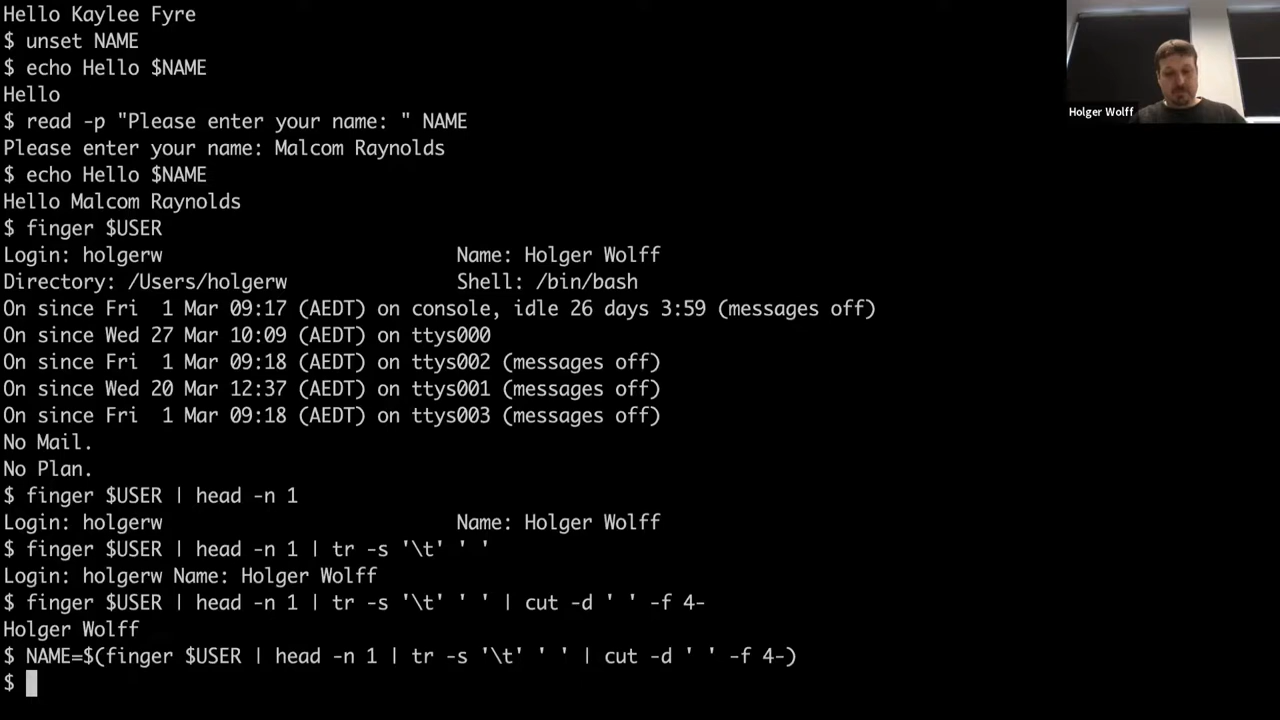 Hello Kaylee Fyre
$ unset NAME
$ echo Hello $NAME
Hello
$ read -p "Please enter your name: " NAME
Please enter your name: Malcom Raynolds
$ echo Hello $NAME
Hello Malcom Raynolds
$ finger $USER
Login: holgerw Name: Holger Wolff
Directory: /Users/holgerw Shell: /bin/bash
On since Fri 1 Mar 09:17 (AEDT) on console, idle 26 days 3:59 (messages off)
On since Wed 27 Mar 10:09 (AEDT) on ttys000
On since Fri 1 Mar 09:18 (AEDT) on ttys002 (messages off)
On since Wed 20 Mar 12:37 (AEDT) on ttys001 (messages off)
On since Fri 1 Mar 09:18 (AEDT) on ttys003 (messages off)
No Mail.
No Plan.
$ finger $USER | head -n 1
Login: holgerw Name: Holger Wolff
$ finger $USER | head -n 1 | tr -s '\t' ' '
Login: holgerw Name: Holger Wolff
$ finger $USER | head -n 1 | tr -s '\t' ' ' | cut -d ' ' -f 4-
Holger Wolff
$ NAME=$(finger $USER | head -n 1 | tr -s '\t' ' ' | cut -d ' ' -f 4-)
$
Holger Wolff